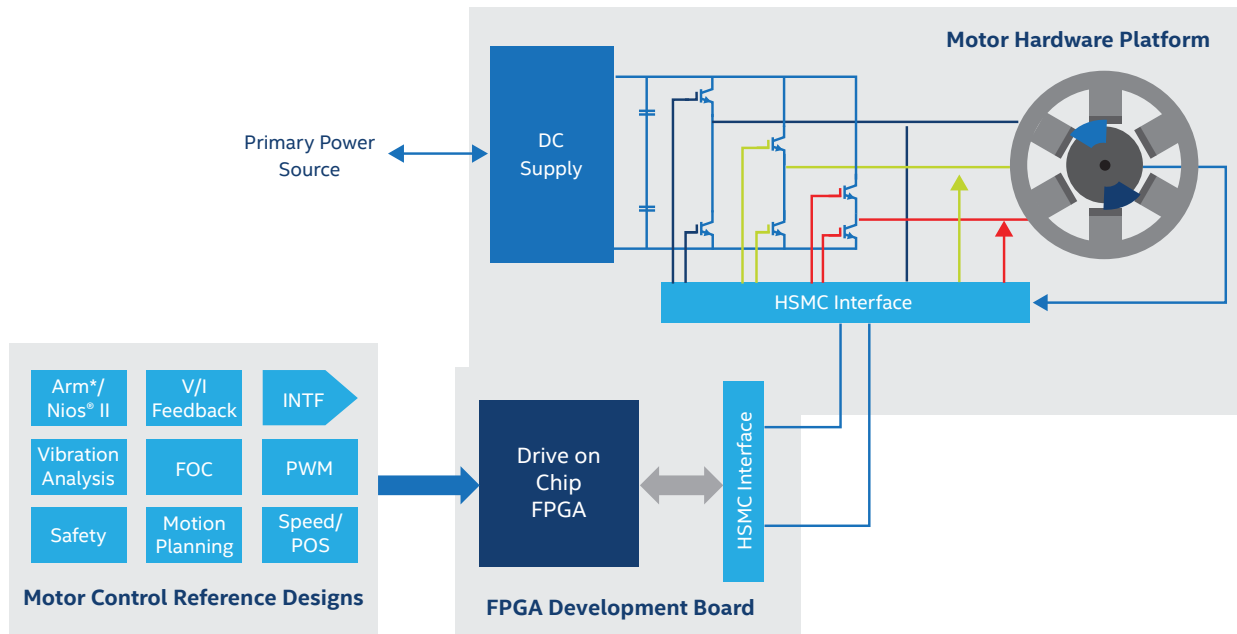 Motor Hardware Platform
Primary Power
Source
DC
Supply
HSMC Interface
Arm*/
Nios® II
V/I
Feedback
INTF
Vibration
Analysis
FOC
PWM
Safety
Motion
Planning
Speed/
POS
Motor Control Reference Designs
Drive on
Chip
FPGA
HSMC Interface
FPGA Development Board